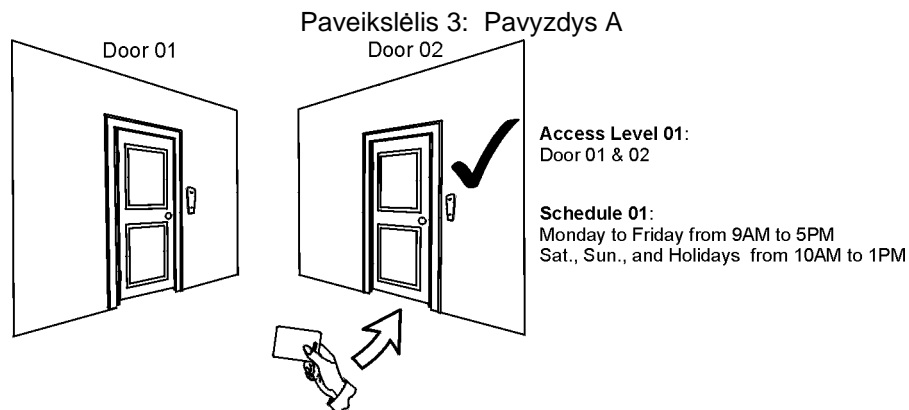 Paveikslėlis 3: Pavyzdys A
Door 01
Door 02
Access Level 01:
Door 01 & 02
Schedule 01:
Monday to Friday from 9AM to 5PM
Sat., Sun., and Holidays from 10AM to 1PM